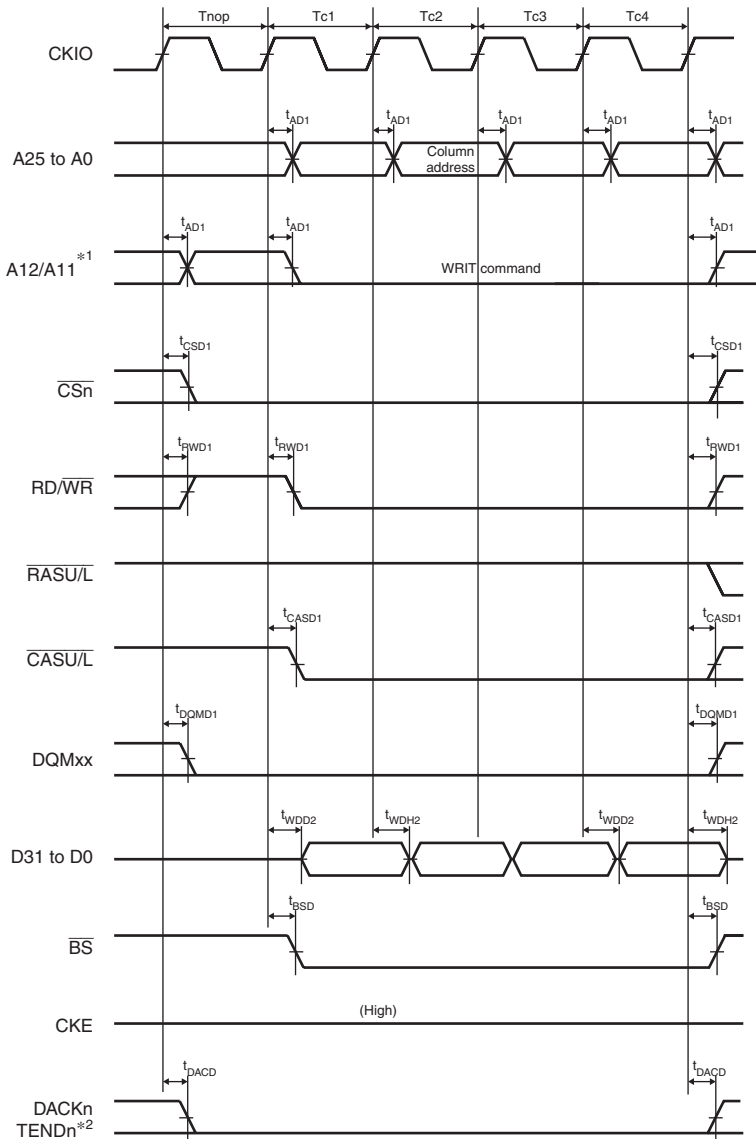 Tnop Tc1 Tc2 Tc3 Tc4
CKIO
tAD1 tAD1 tAD1 tAD1 tAD1
A25 to A0
Column
address
tAD1 tAD1 tAD1
A12/A11*1
WRIT command
tCSD1 tCSD1
CSn
tRWD1 tRWD1 tRWD1
RD/WR
RASU/L
tCASD1 tCASD1
CASU/L
tDQMD1 tDQMD1
DQMxx
tWDD2 tWDH2 tWDD2 tWDH2
D31 to D0
tBSD tBSD
BS
(High)
CKE
tDACD tDACD
DACKn
TENDn*2